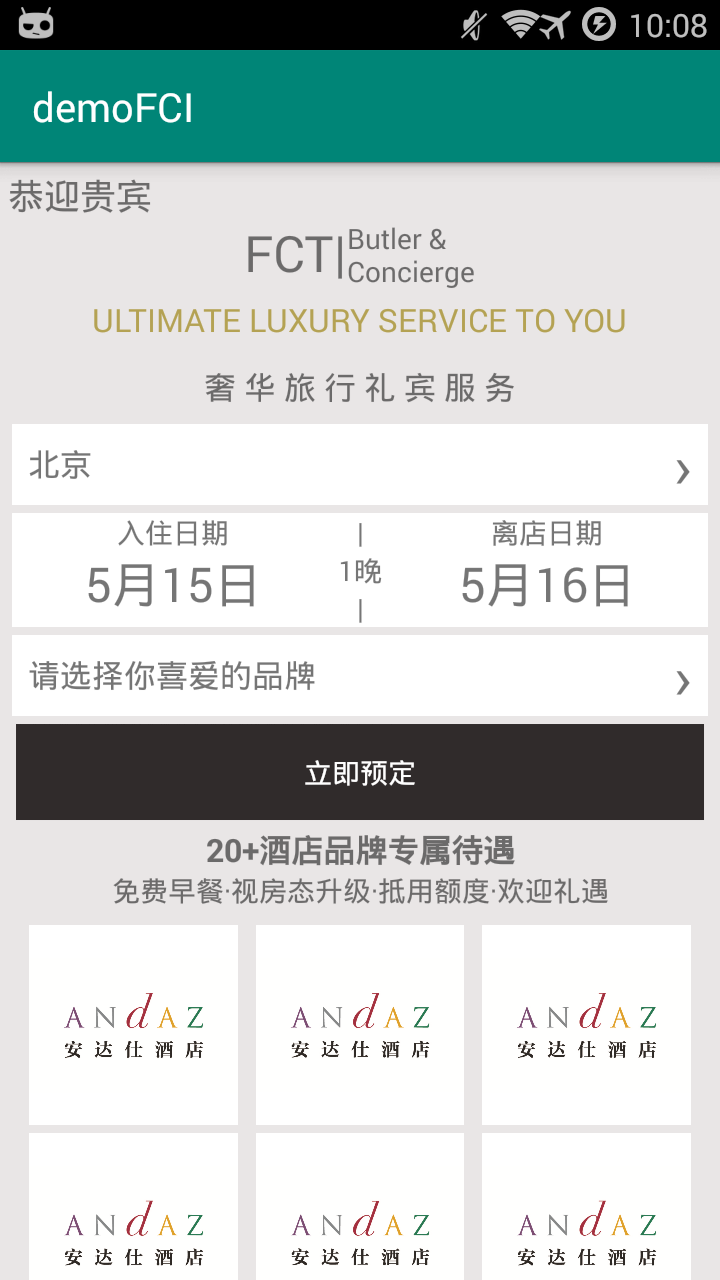 10:08
demoFCI
恭迎贵宾
FCT|
Butler &
Concierge
ULTIMATE LUXURY SERVICE TO YOU
奢华旅行礼宾服务
北京
入住日期 | 离店日期
5月15日 1晚 5月16日
|
请选择你喜爱的品牌
立即预定
20+酒店品牌专属待遇
免费早餐·视房态升级·抵用额度·欢迎礼遇
ANdAZ ANdAZ ANdAZ
安达仕酒店 安达仕酒店 安达仕酒店
ANdAZ ANdAZ ANdAZ
安达仕酒店 安达仕酒店 安达仕酒店